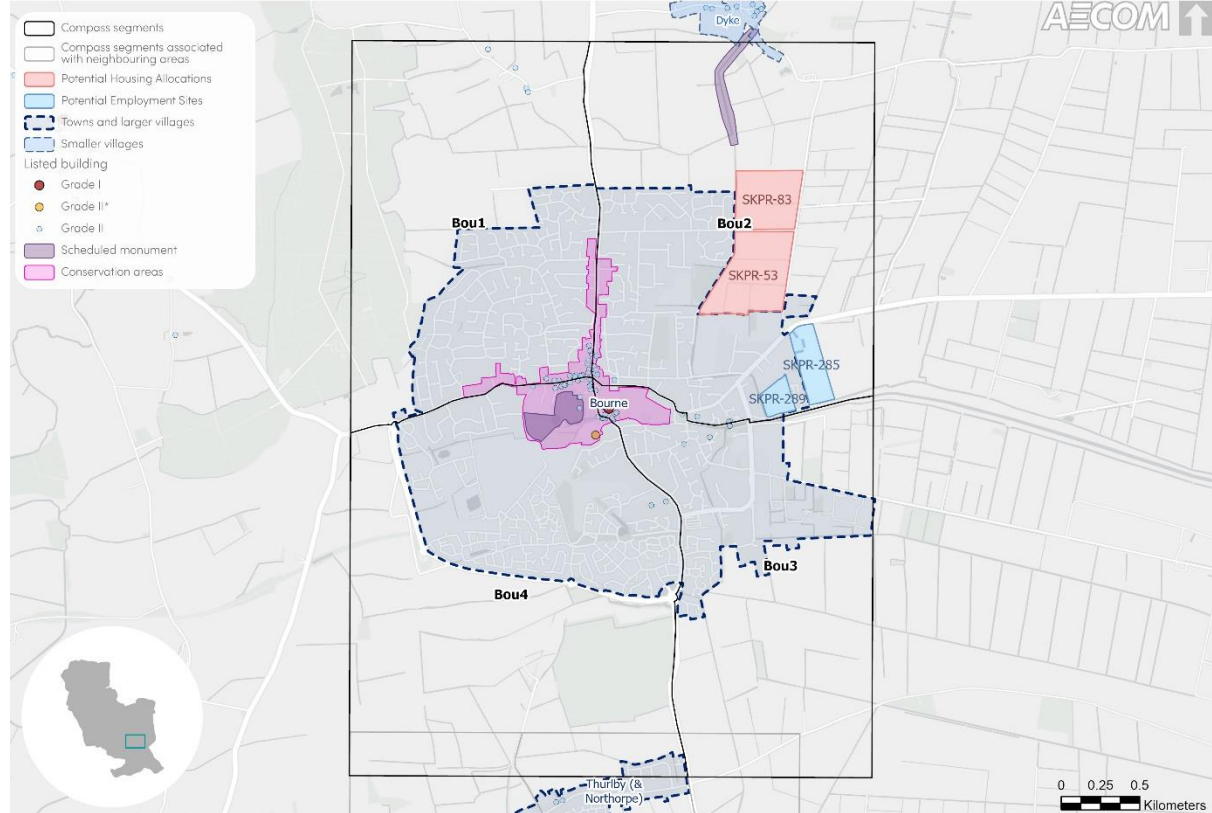 Compass segments
Compass segments associated
with neighbouring areas
Potential Housing Allocations
Potential Employment Sites
Towns and larger villages
Smaller villages
Listed building
Grade I
Grade II*
Grade II
Scheduled monument
Conservation areas
AECOM
Dyke
SKPR-83
Bou1
Bou2
SKPR-53
SKPR-285
SKPR-289
Bourne
Bou3
Bou4
Thurlby (&
Northorpe)
0 0.25 0.5
Kilometers